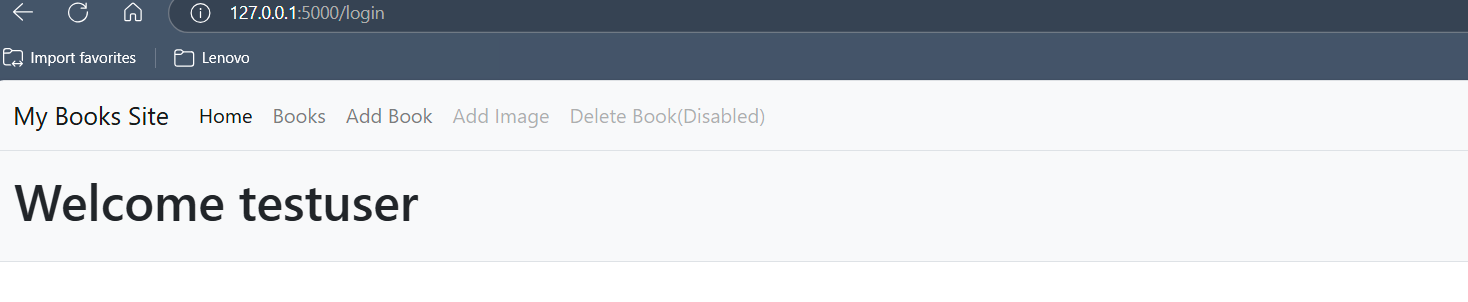 127.0.0.1:5000/login
Import favorites Lenovo
My Books Site Home Books Add Book Add Image Delete Book(Disabled)
Welcome testuser